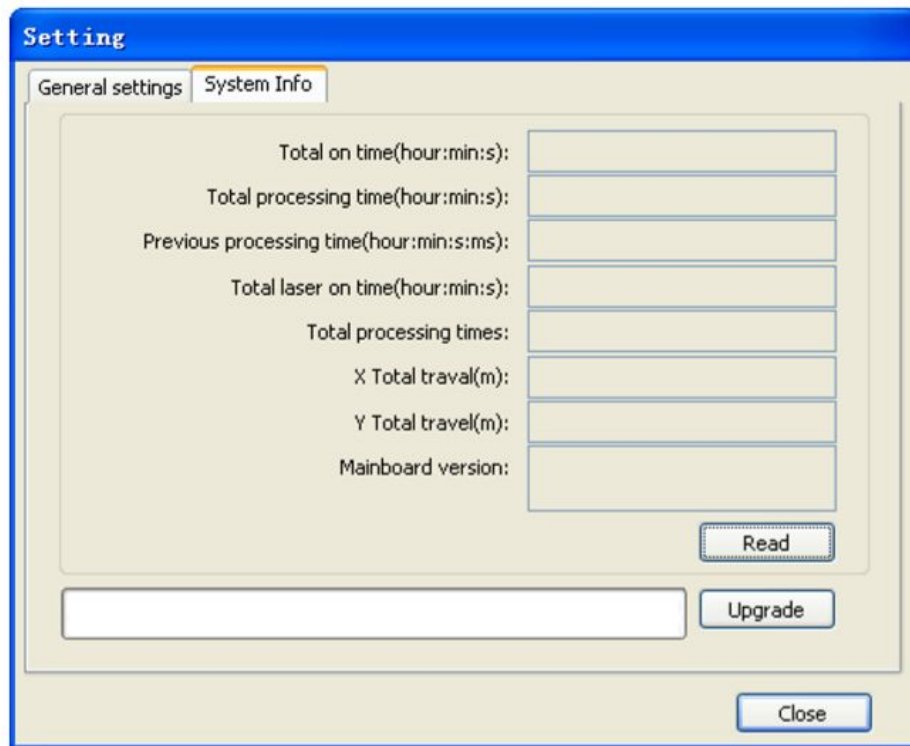 Setting
General settings System Info
Total on time(hour:min:s):
Total processing time(hour:min:s):
Previous processing time(hour:min:s:ms):
Total laser on time(hour:min:s):
Total processing times:
X Total traval(m):
Y Total travel(m):
Mainboard version:
Read
Upgrade
Close